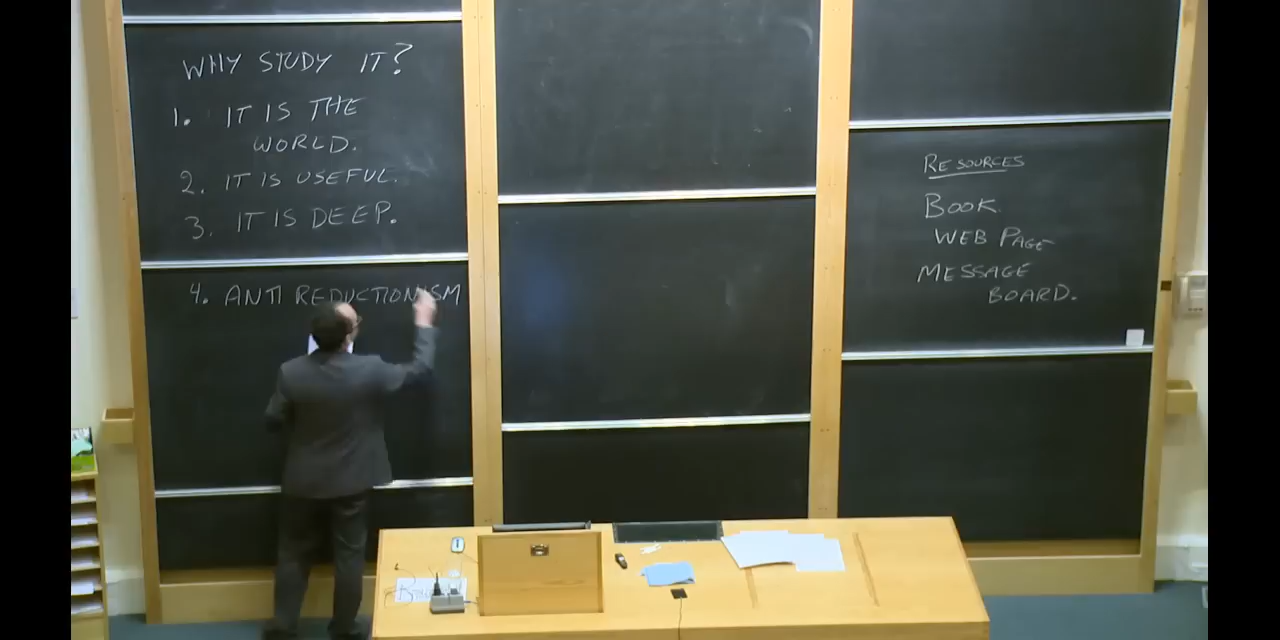 WHY STUDY IT?
1. IT IS THE
WORLD.
2. IT IS USEFUL.
3. IT IS DEEP.
4. ANTI REDUCTIONISM
RESOURCES
BOOK.
WEB PAGE
MESSAGE
BOARD.